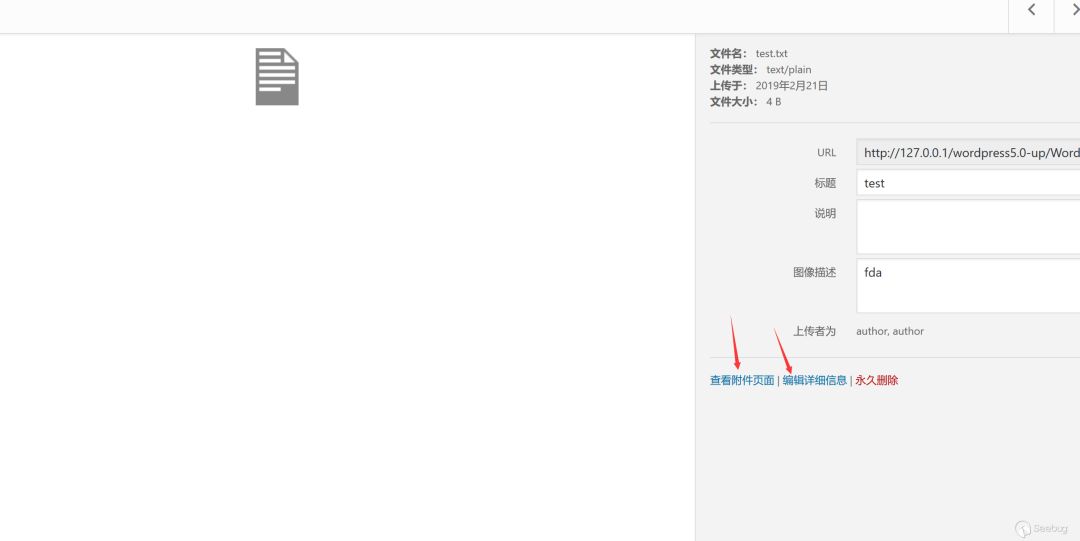 文件名： test.txt
文件类型： text/plain
上传于： 2019年2月21日
文件大小： 4 B
URL http://127.0.0.1/wordpress5.0-up/Word
标题 test
说明
图像描述 fda
上传者为 author, author
查看附件页面 | 编辑详细信息 | 永久删除
Seebug